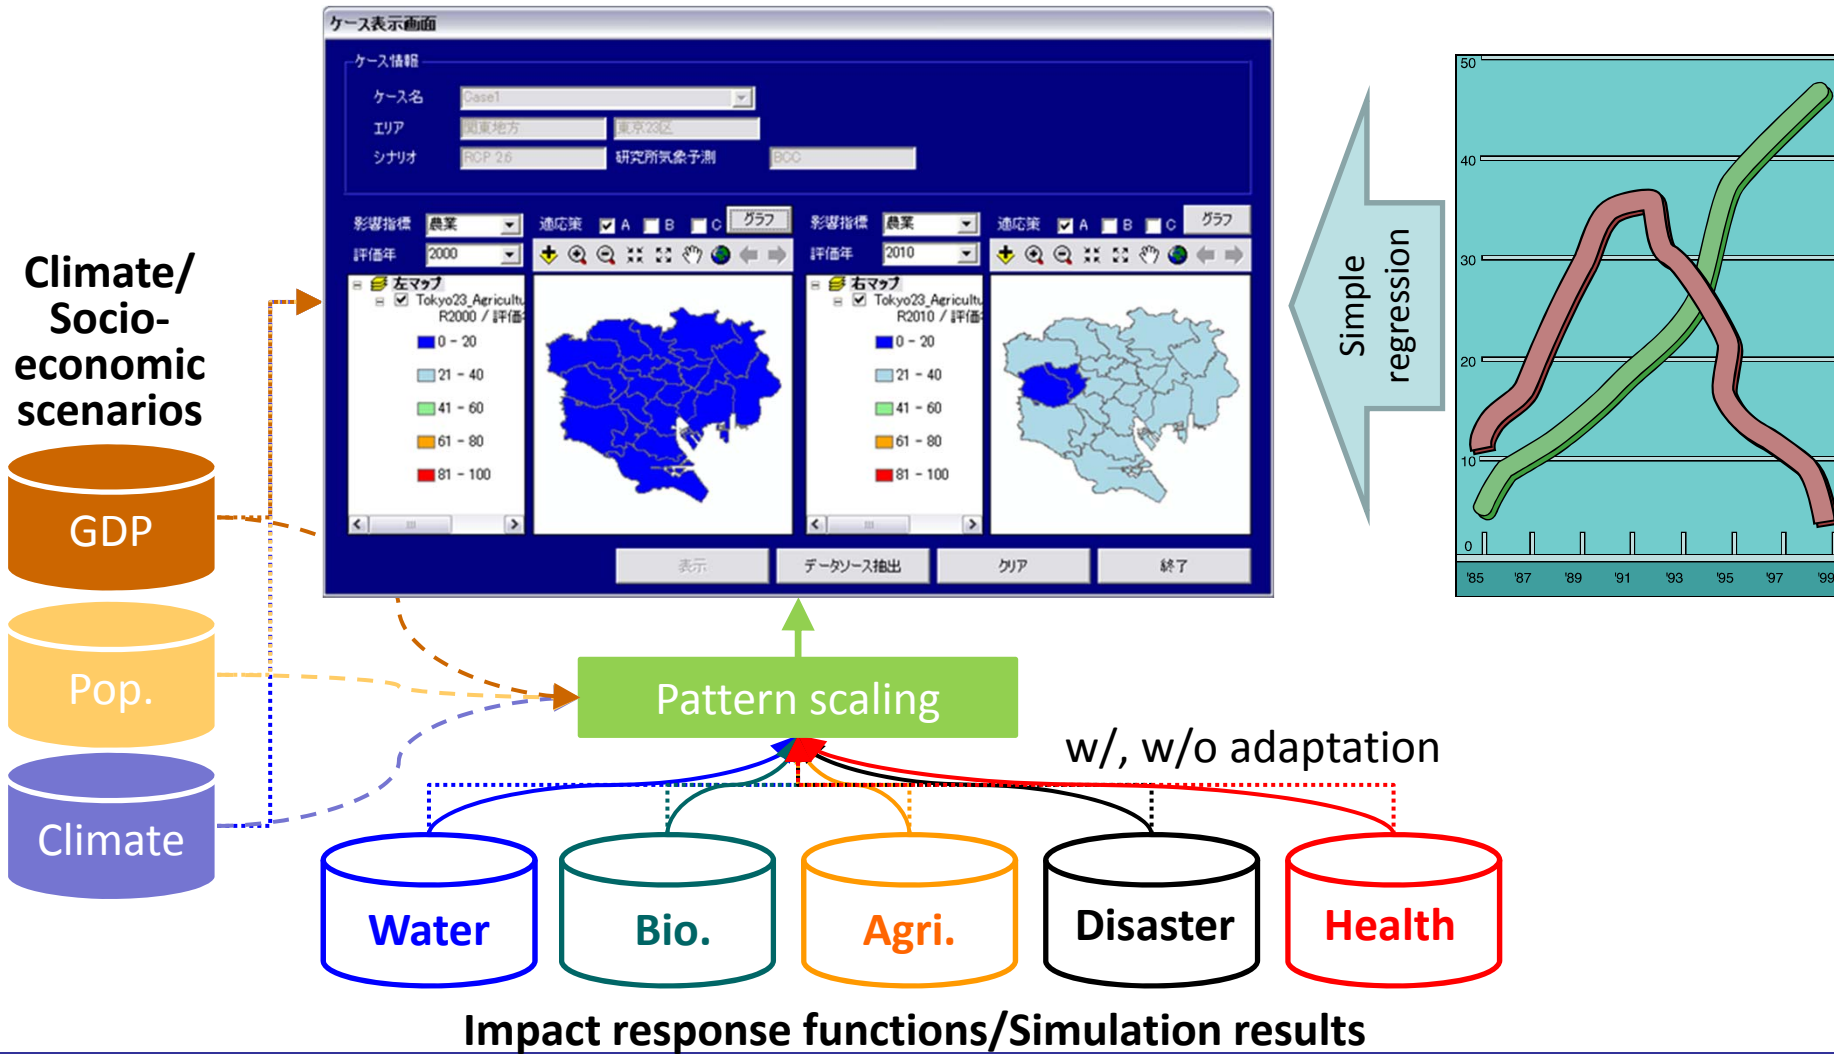 ケース表示画面
ケース情報
ケース名 Case1
エリア 関東地方 東京23区
シナリオ RCP 2.6 研究所気象予測 BCC
影響指標 農業 適応策 A B C グラフ
評価年 2000
左マップ
Tokyo23_Agricultu
R2000 / 評価
0 - 20
21 - 40
41 - 60
61 - 80
81 - 100
影響指標 農業 適応策 A B C グラフ
評価年 2010
右マップ
Tokyo23_Agricultu
R2010 / 評価
0 - 20
21 - 40
41 - 60
61 - 80
81 - 100
表示 データソース抽出 クリア 終了
Climate/
Socio-
economic
scenarios
GDP
Pop.
Climate
Simple
regression
50
40
30
20
10
0
'85 '87 '89 '91 '93 '95 '97 '99
Pattern scaling
w/, w/o adaptation
Water
Bio.
Agri.
Disaster
Health
Impact response functions/Simulation results